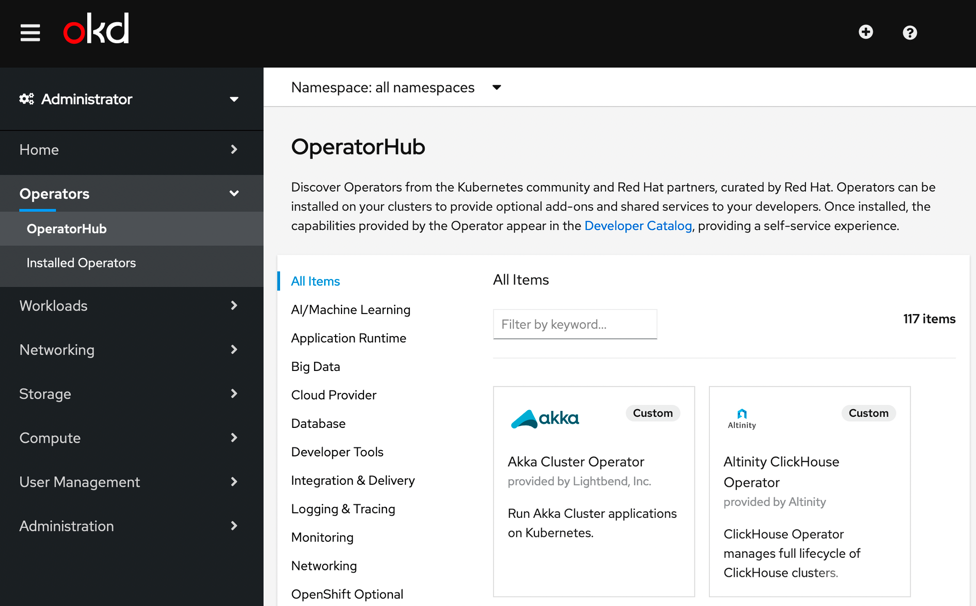 okd
Administrator
Home
Operators
OperatorHub
Installed Operators
Workloads
Networking
Storage
Compute
User Management
Administration
Namespace: all namespaces
OperatorHub
Discover Operators from the Kubernetes community and Red Hat partners, curated by Red Hat. Operators can be
installed on your clusters to provide optional add-ons and shared services to your developers. Once installed, the
capabilities provided by the Operator appear in the Developer Catalog, providing a self-service experience.
All Items
AI/Machine Learning
Application Runtime
Big Data
Cloud Provider
Database
Developer Tools
Integration & Delivery
Logging & Tracing
Monitoring
Networking
OpenShift Optional
All Items
Filter by keyword...
117 items
akka
Custom
Akka Cluster Operator
provided by Lightbend, Inc.
Run Akka Cluster applications
on Kubernetes.
Altinity
Custom
Altinity ClickHouse
Operator
provided by Altinity
ClickHouse Operator
manages full lifecycle of
ClickHouse clusters.